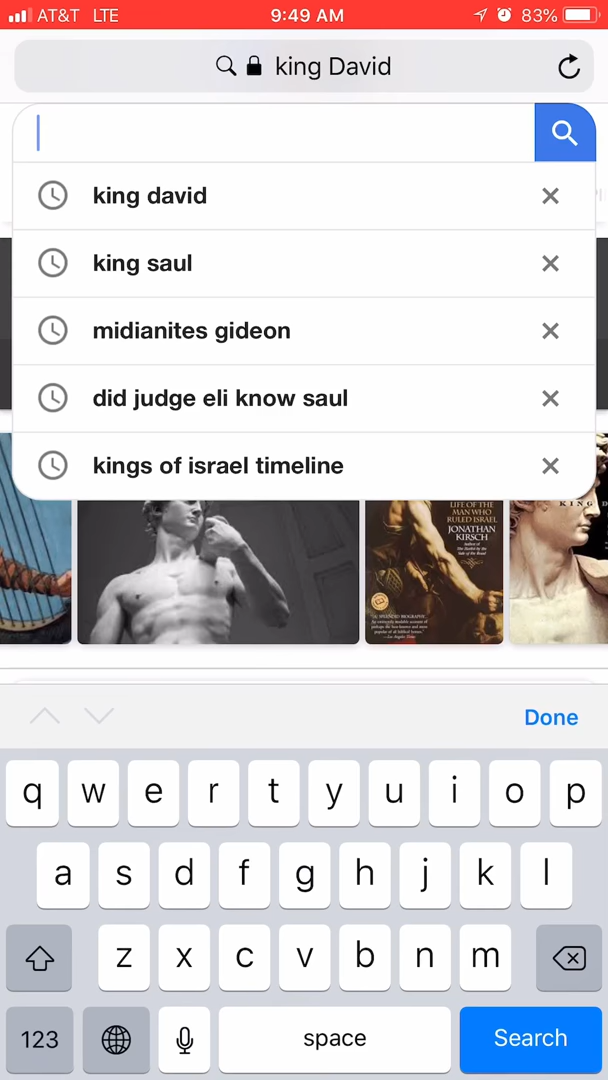 AT&T LTE 9:49 AM 83%
king David
king david
king saul
midianites gideon
did judge eli know saul
kings of israel timeline
LIFE OF THE
MAN WHO
RULED ISRAEL
JONATHAN
KIRSCH
KING D
Done
q w e r t y u i o p
a s d f g h j k l
z x c v b n m
123 space Search